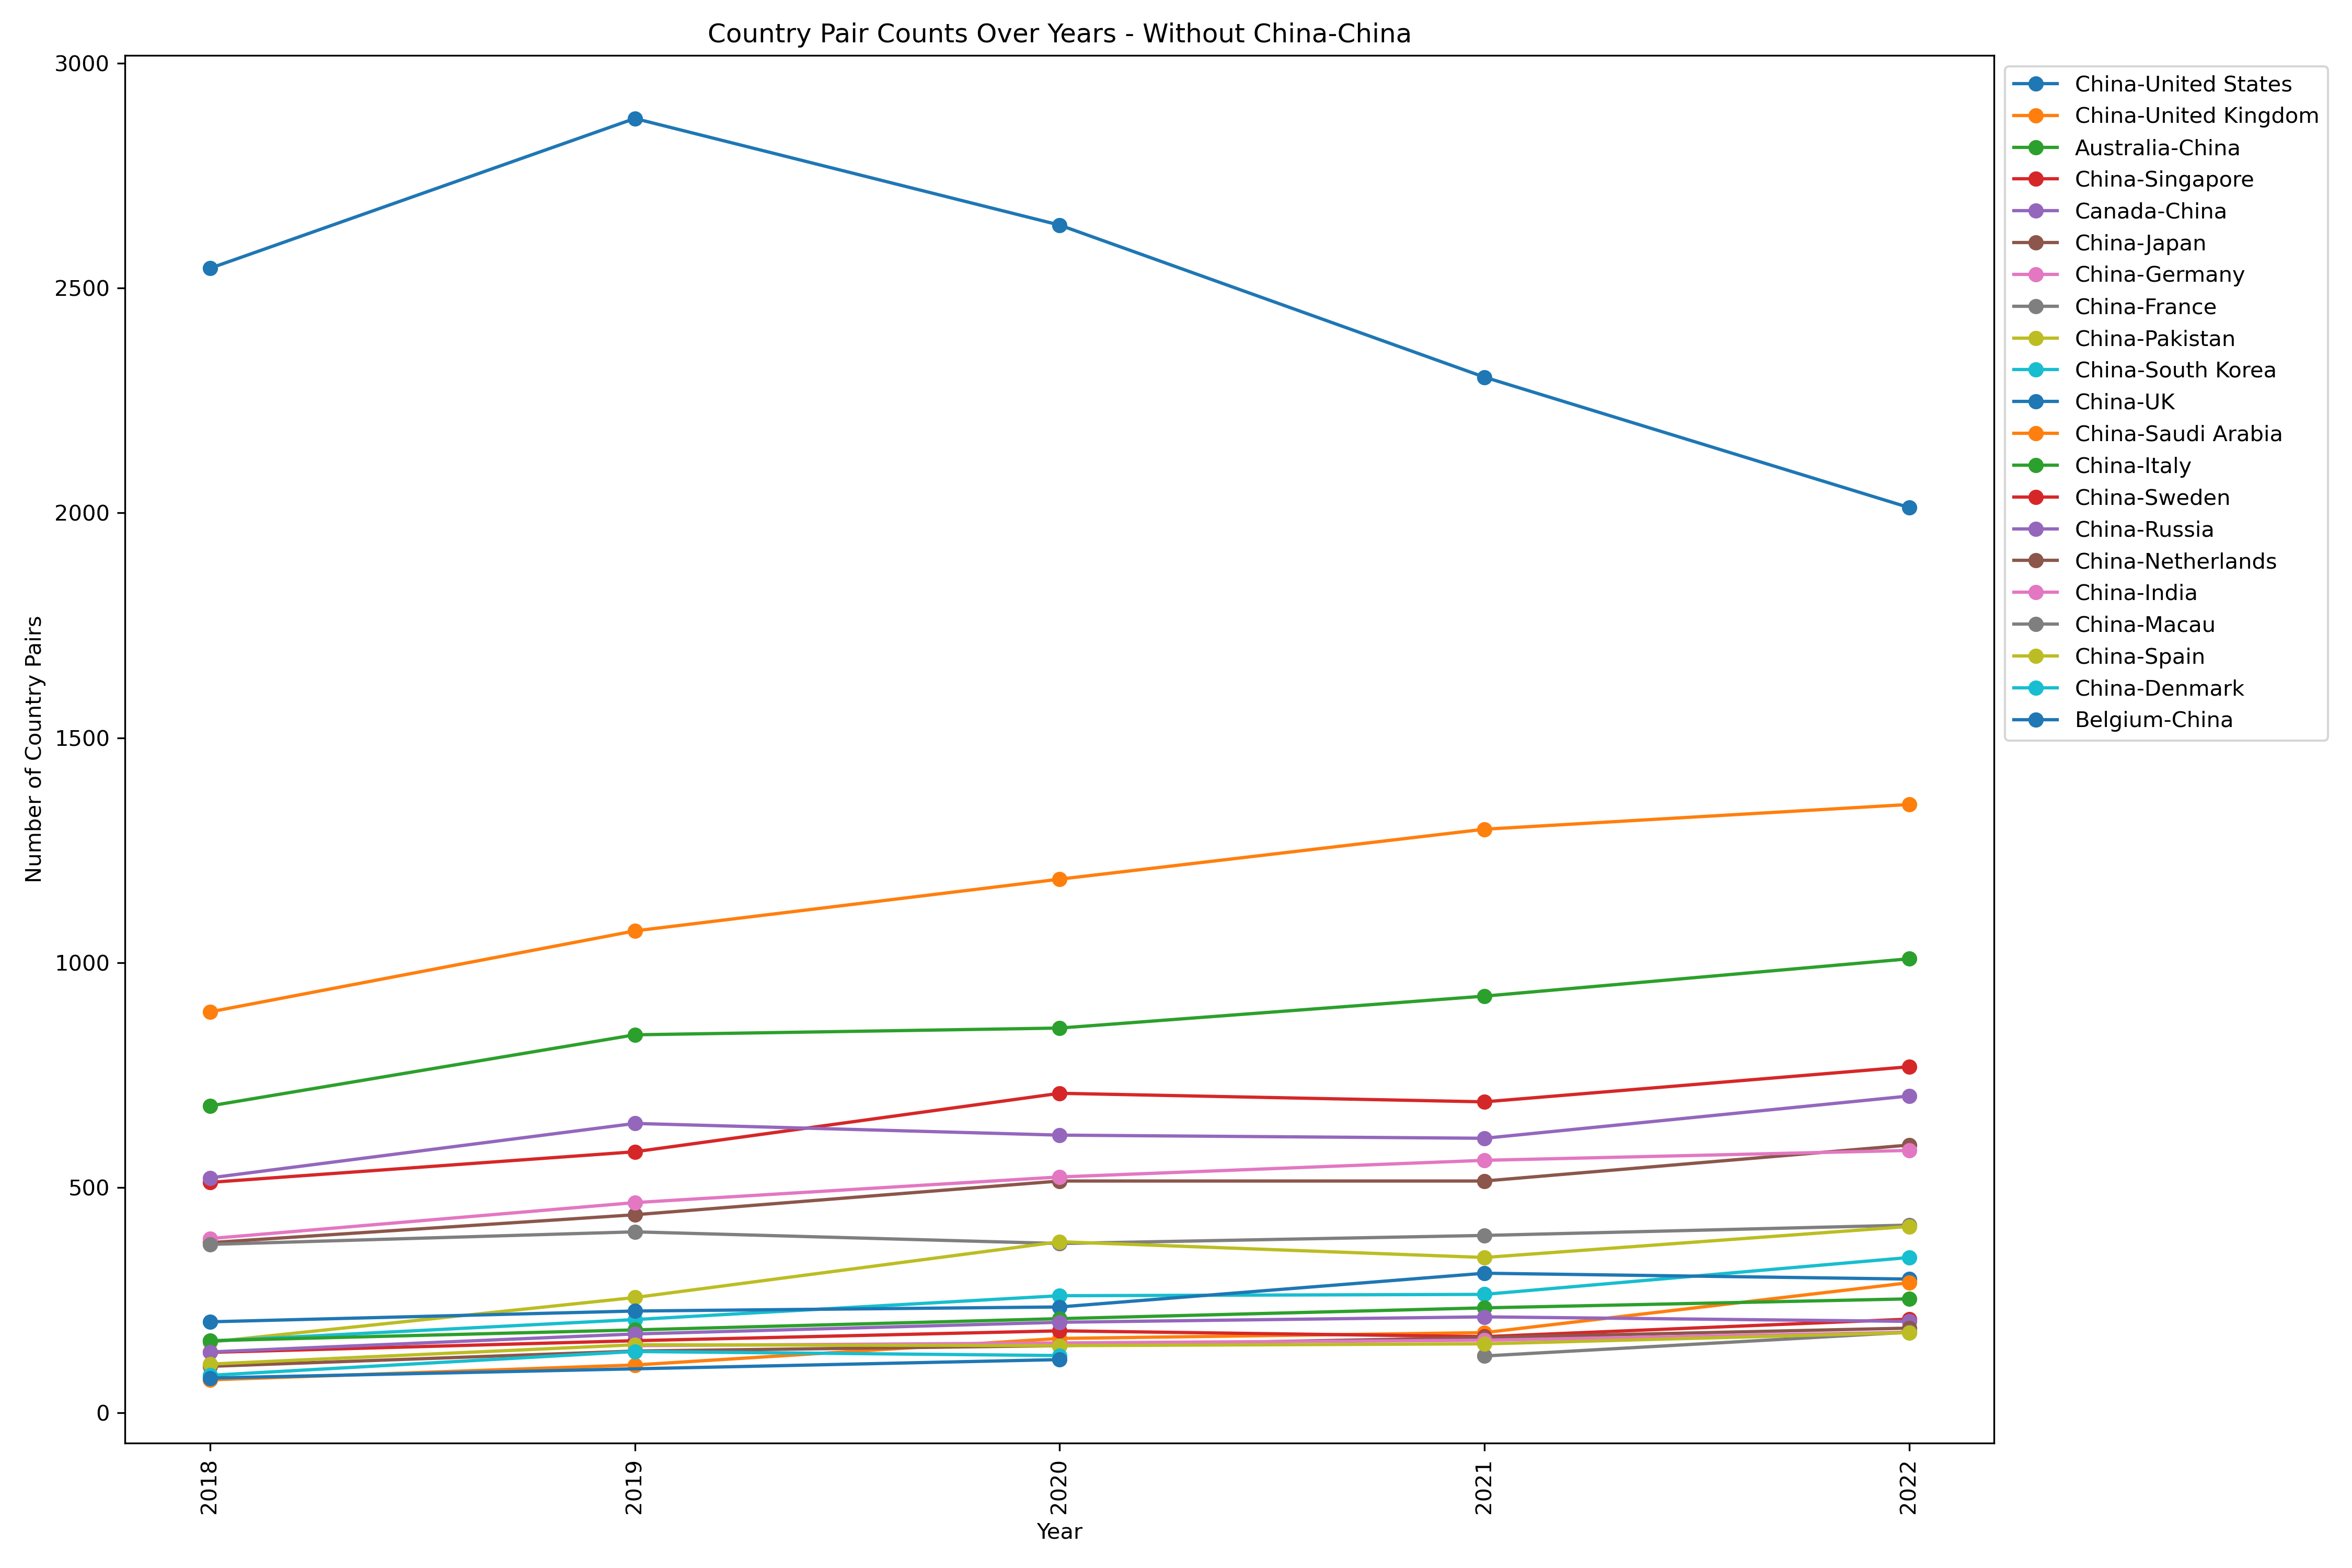 Country Pair Counts Over Years - Without China-China
3000
2500
2000
1500
1000
500
0
Number of Country Pairs
2018
2019
2020
2021
2022
Year
China-United States
China-United Kingdom
Australia-China
China-Singapore
Canada-China
China-Japan
China-Germany
China-France
China-Pakistan
China-South Korea
China-UK
China-Saudi Arabia
China-Italy
China-Sweden
China-Russia
China-Netherlands
China-India
China-Macau
China-Spain
China-Denmark
Belgium-China